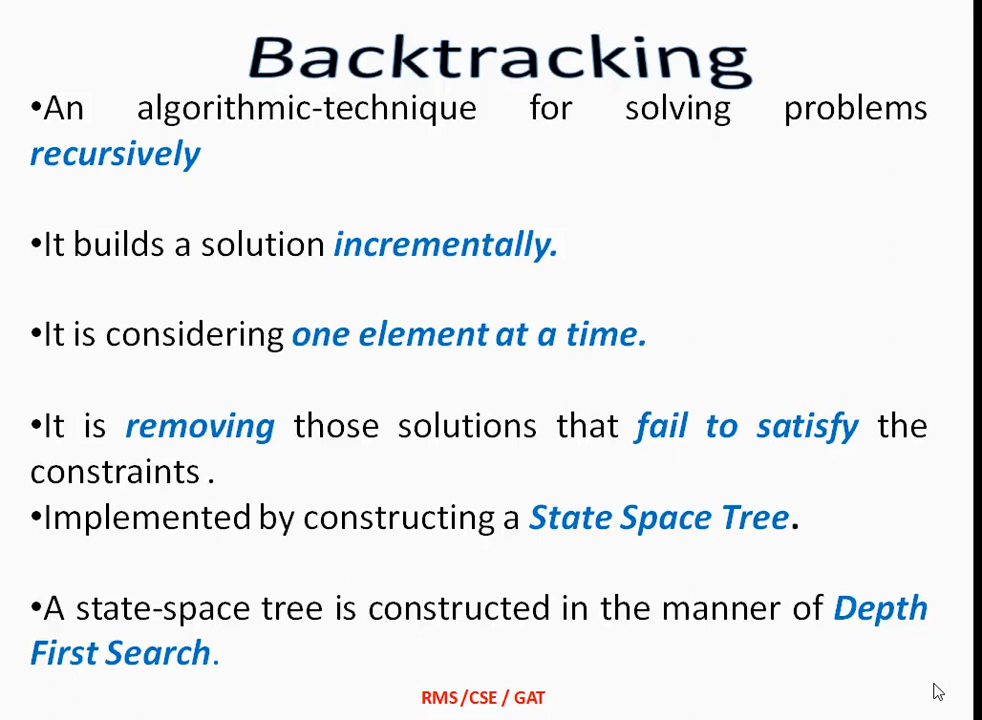 Backtracking
•An algorithmic-technique for solving problems
recursively
•It builds a solution incrementally.
•It is considering one element at a time.
•It is removing those solutions that fail to satisfy the
constraints .
•Implemented by constructing a State Space Tree.
•A state-space tree is constructed in the manner of Depth
First Search.
RMS /CSE / GAT